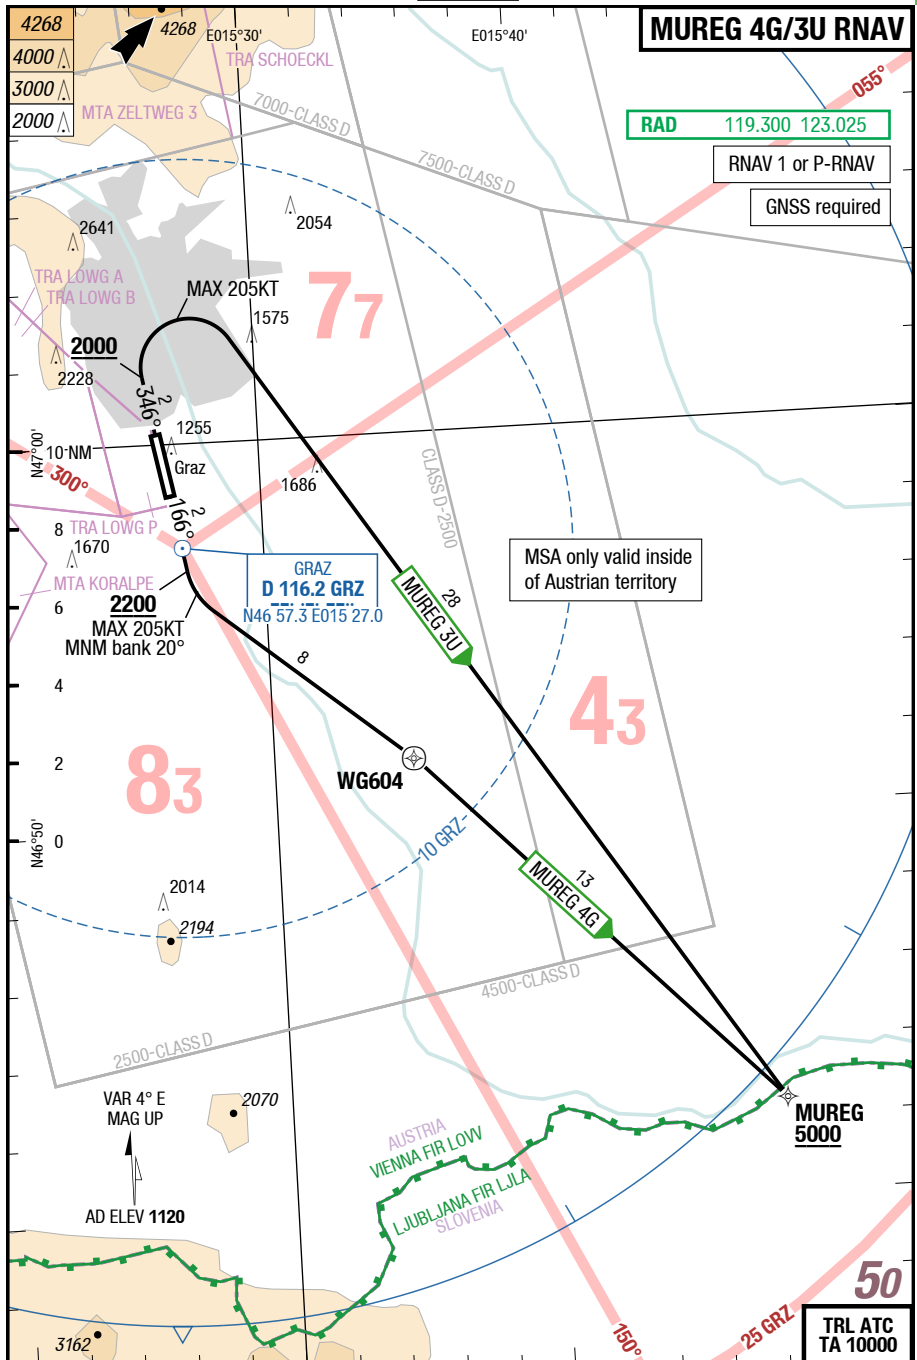 4268
4000
3000
2000
4268
E015°30'
E015°40'
MUREG 4G/3U RNAV
TRA SCHOECKL
055°
MTA ZELTWEG 3
7000-CLASS D
RAD 119.300 123.025
7500-CLASS D
RNAV 1 or P-RNAV
GNSS required
2641
2054
TRA LOWG A
TRA LOWG B
MAX 205KT
77
1575
2000
2228
346°
2
1255
N47°00'
10-NM
Graz
300°
1686
CLASS D-2500
166°
2
8
TRA LOWG P
1670
MTA KORALPE
GRAZ
D 116.2 GRZ
N46 57.3 E015 27.0
MSA only valid inside
of Austrian territory
2200
6
MAX 205KT
MNM bank 20°
28
MUREG 3U
8
4
43
2
WG604
83
N46°50'
0
10 GRZ
13
MUREG 4G
2014
2194
4500-CLASS D
2500-CLASS D
VAR 4° E
MAG UP
2070
MUREG
5000
AUSTRIA
VIENNA FIR LOW
LJUBLJANA FIR LJLA
SLOVENIA
AD ELEV 1120
50
3162
150°
25 GRZ
TRL ATC
TA 10000